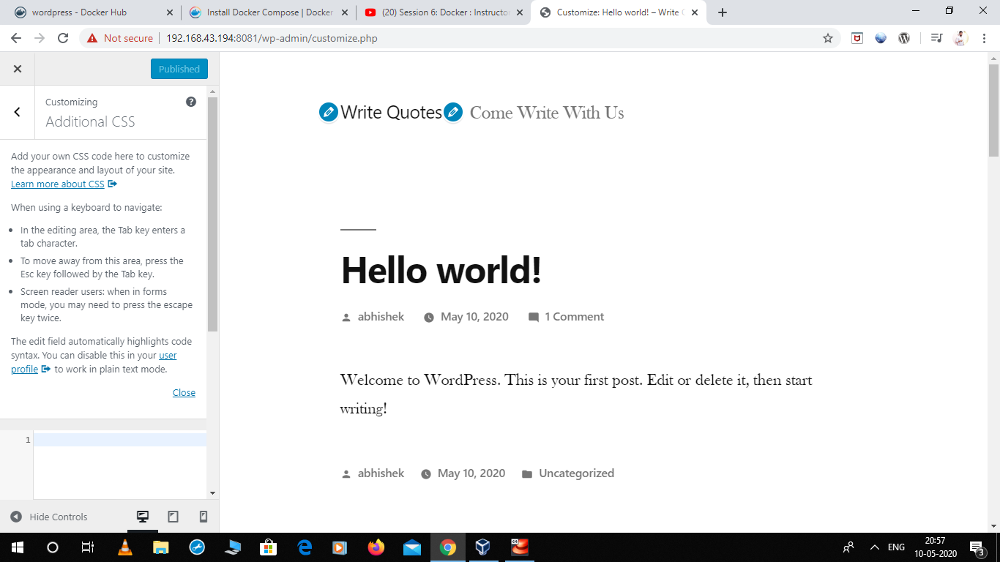 wordpress - Docker Hub
Install Docker Compose | Docker
(20) Session 6: Docker : Instructo
Customize: Hello world! – Write
Not secure
192.168.43.194:8081/wp-admin/customize.php
Published
Customizing
Additional CSS
Add your own CSS code here to customize
the appearance and layout of your site.
Learn more about CSS
When using a keyboard to navigate:
In the editing area, the Tab key enters a
tab character.
To move away from this area, press the
Esc key followed by the Tab key.
Screen reader users: when in forms
mode, you may need to press the escape
key twice.
The edit field automatically highlights code
syntax. You can disable this in your user
profile to work in plain text mode.
Close
1
Hide Controls
Write Quotes Come Write With Us
Hello world!
abhishek May 10, 2020 1 Comment
Welcome to WordPress. This is your first post. Edit or delete it, then start
writing!
abhishek May 10, 2020 Uncategorized
ENG
20:57
10-05-2020
3